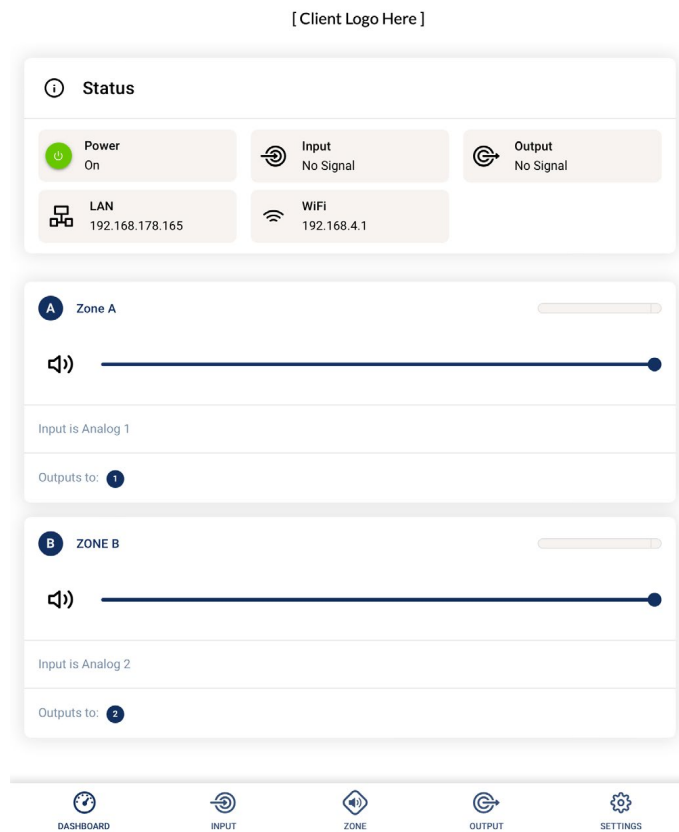 [ Client Logo Here ]
Status
Power
On
Input
No Signal
Output
No Signal
LAN
192.168.178.165
WiFi
192.168.4.1
A Zone A
Input is Analog 1
Outputs to: 1
B ZONE B
Input is Analog 2
Outputs to: 2
DASHBOARD
INPUT
ZONE
OUTPUT
SETTINGS